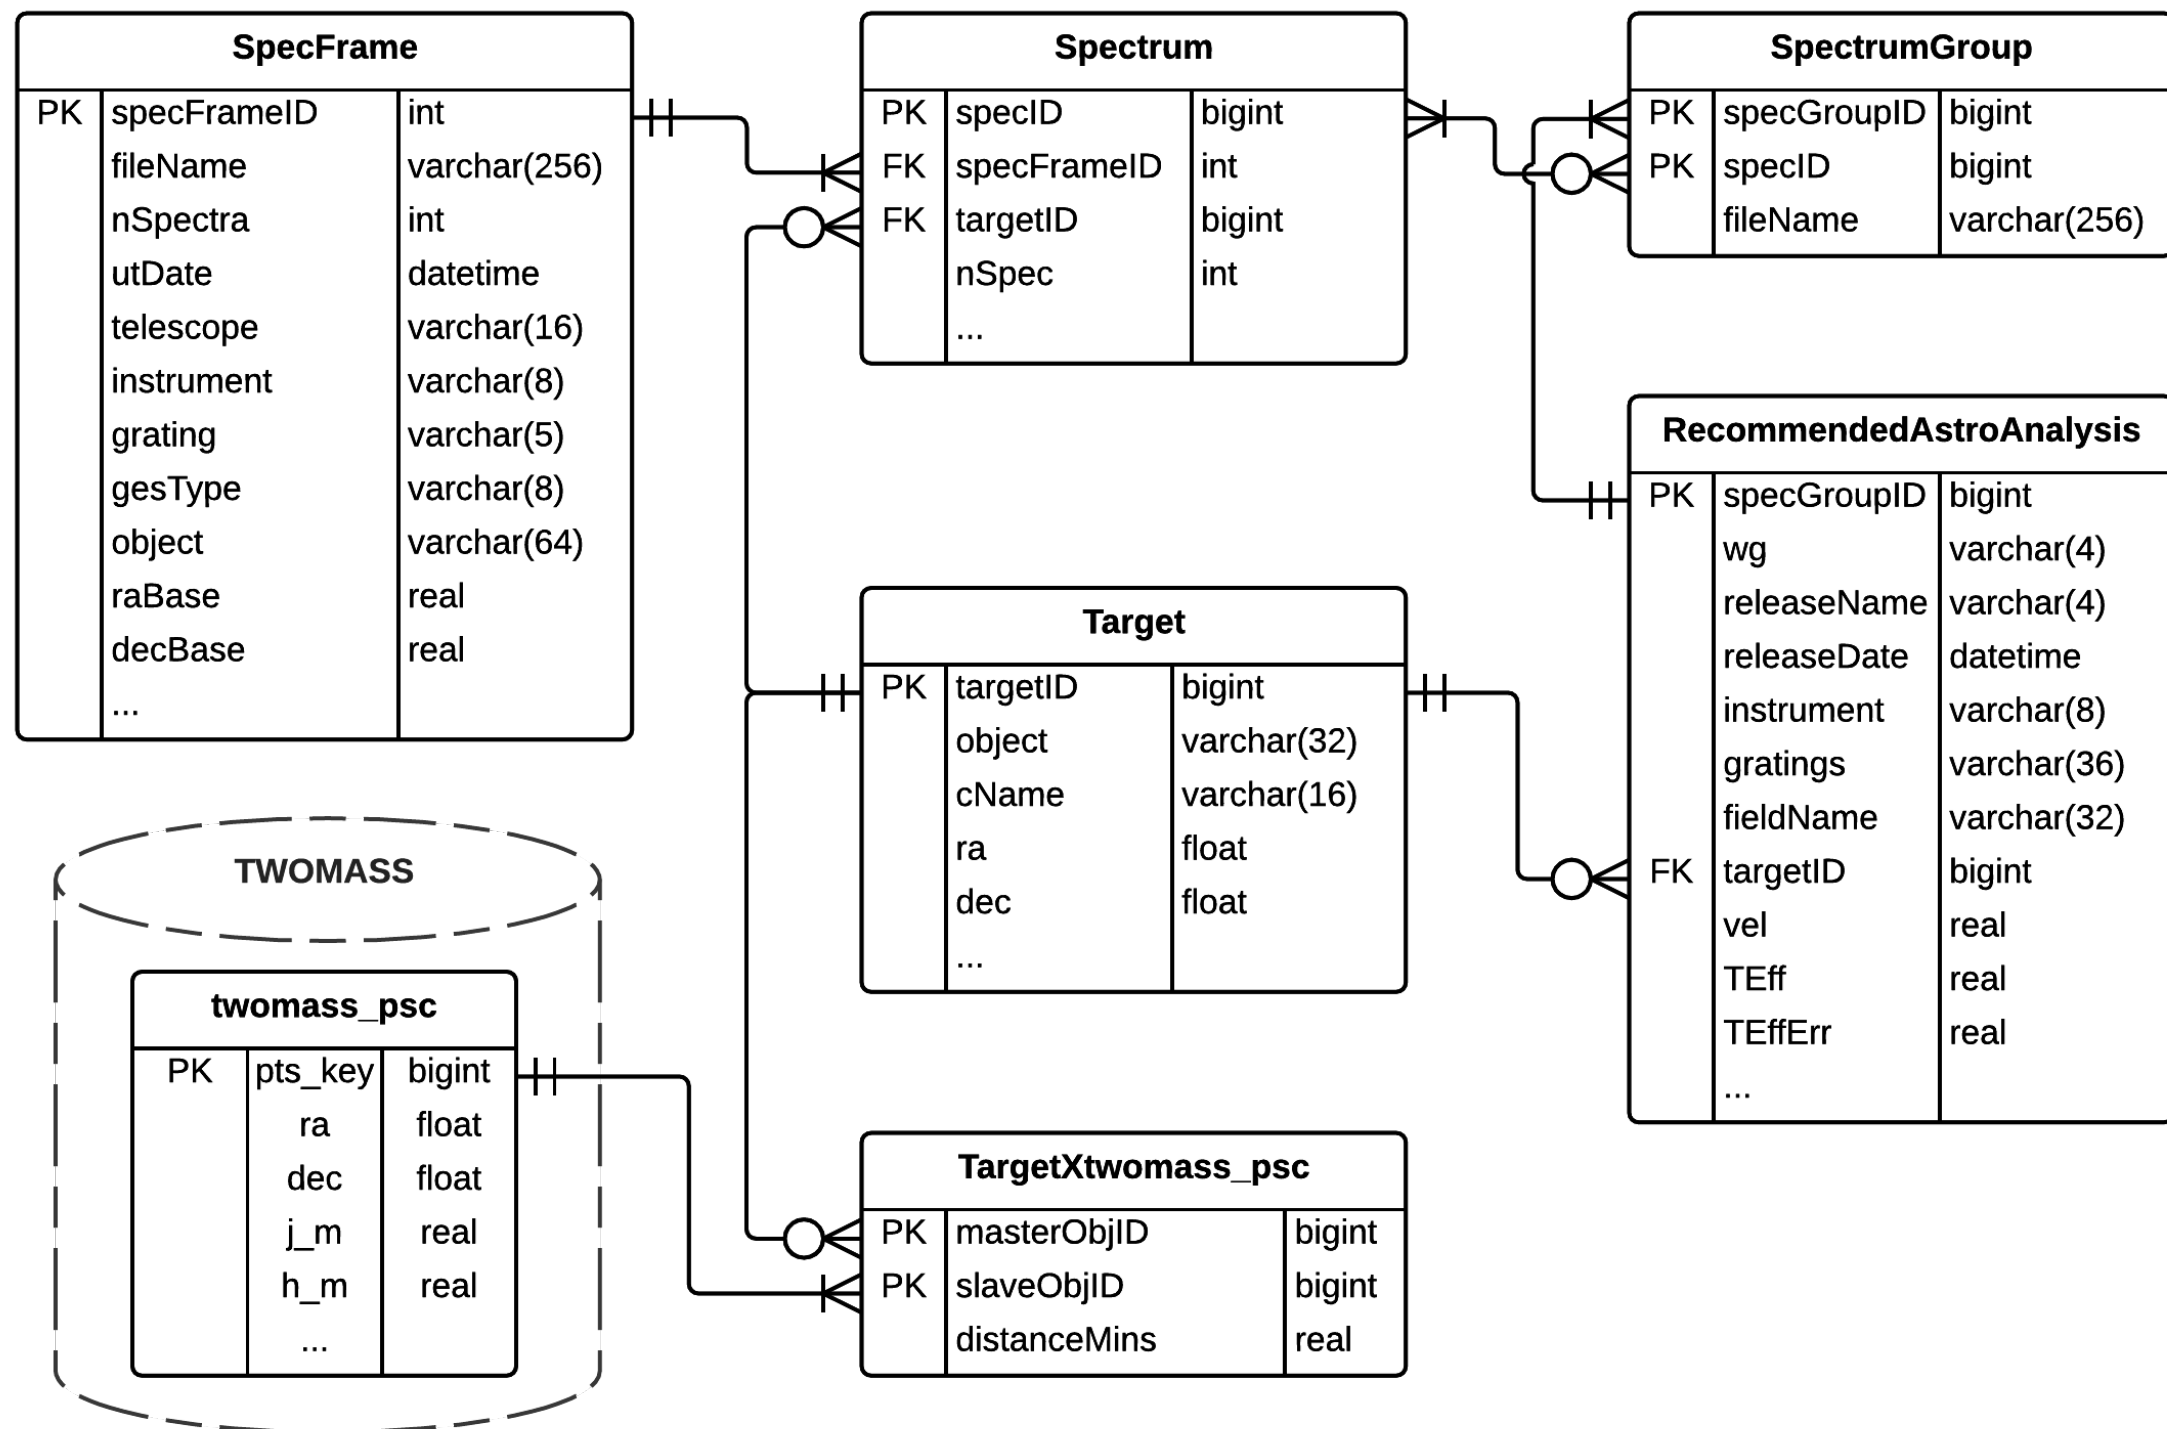 SpecFrame
PK specFrameID int
fileName varchar(256)
nSpectra int
utDate datetime
telescope varchar(16)
instrument varchar(8)
grating varchar(5)
gesType varchar(8)
object varchar(64)
raBase real
decBase real
...
Spectrum
PK specID bigint
FK specFrameID int
FK targetID bigint
nSpec int
...
SpectrumGroup
PK specGroupID bigint
PK specID bigint
fileName varchar(256)
RecommendedAstroAnalysis
PK specGroupID bigint
wg varchar(4)
releaseName varchar(4)
releaseDate datetime
instrument varchar(8)
gratings varchar(36)
fieldName varchar(32)
FK targetID bigint
vel real
TEff real
TEffErr real
...
Target
PK targetID bigint
object varchar(32)
cName varchar(16)
ra float
dec float
...
TWOMASS
twomass_psc
PK pts_key bigint
ra float
dec float
j_m real
h_m real
...
TargetXtwomass_psc
PK masterObjID bigint
PK slaveObjID bigint
distanceMins real